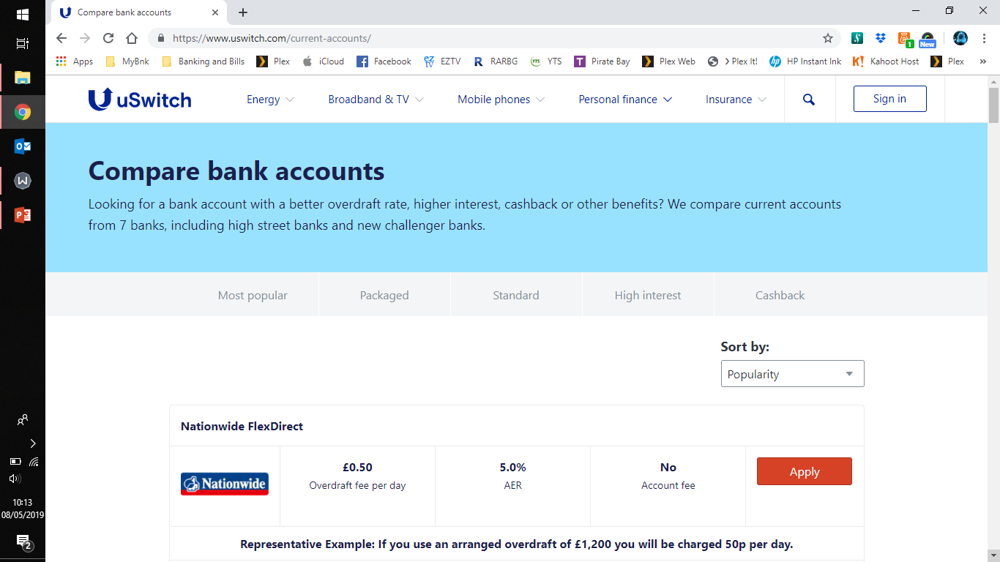 Compare bank accounts
https://www.uswitch.com/current-accounts/
1
New
Apps MyBnk Banking and Bills Plex iCloud Facebook EZTV RARBG YTS Pirate Bay Plex Web > Plex It! HP Instant Ink Kahoot Host Plex »
uSwitch Energy Broadband & TV Mobile phones Personal finance Insurance Sign in
Compare bank accounts
Looking for a bank account with a better overdraft rate, higher interest, cashback or other benefits? We compare current accounts
from 7 banks, including high street banks and new challenger banks.
Most popular Packaged Standard High interest Cashback
Sort by:
Popularity
Nationwide FlexDirect
Nationwide
£0.50 5.0% No Apply
Overdraft fee per day AER Account fee
Representative Example: If you use an arranged overdraft of £1,200 you will be charged 50p per day.
10:13
08/05/2019
2